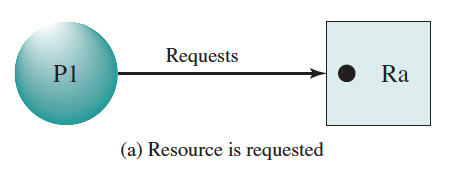 Requests
P1
Ra
(a) Resource is requested